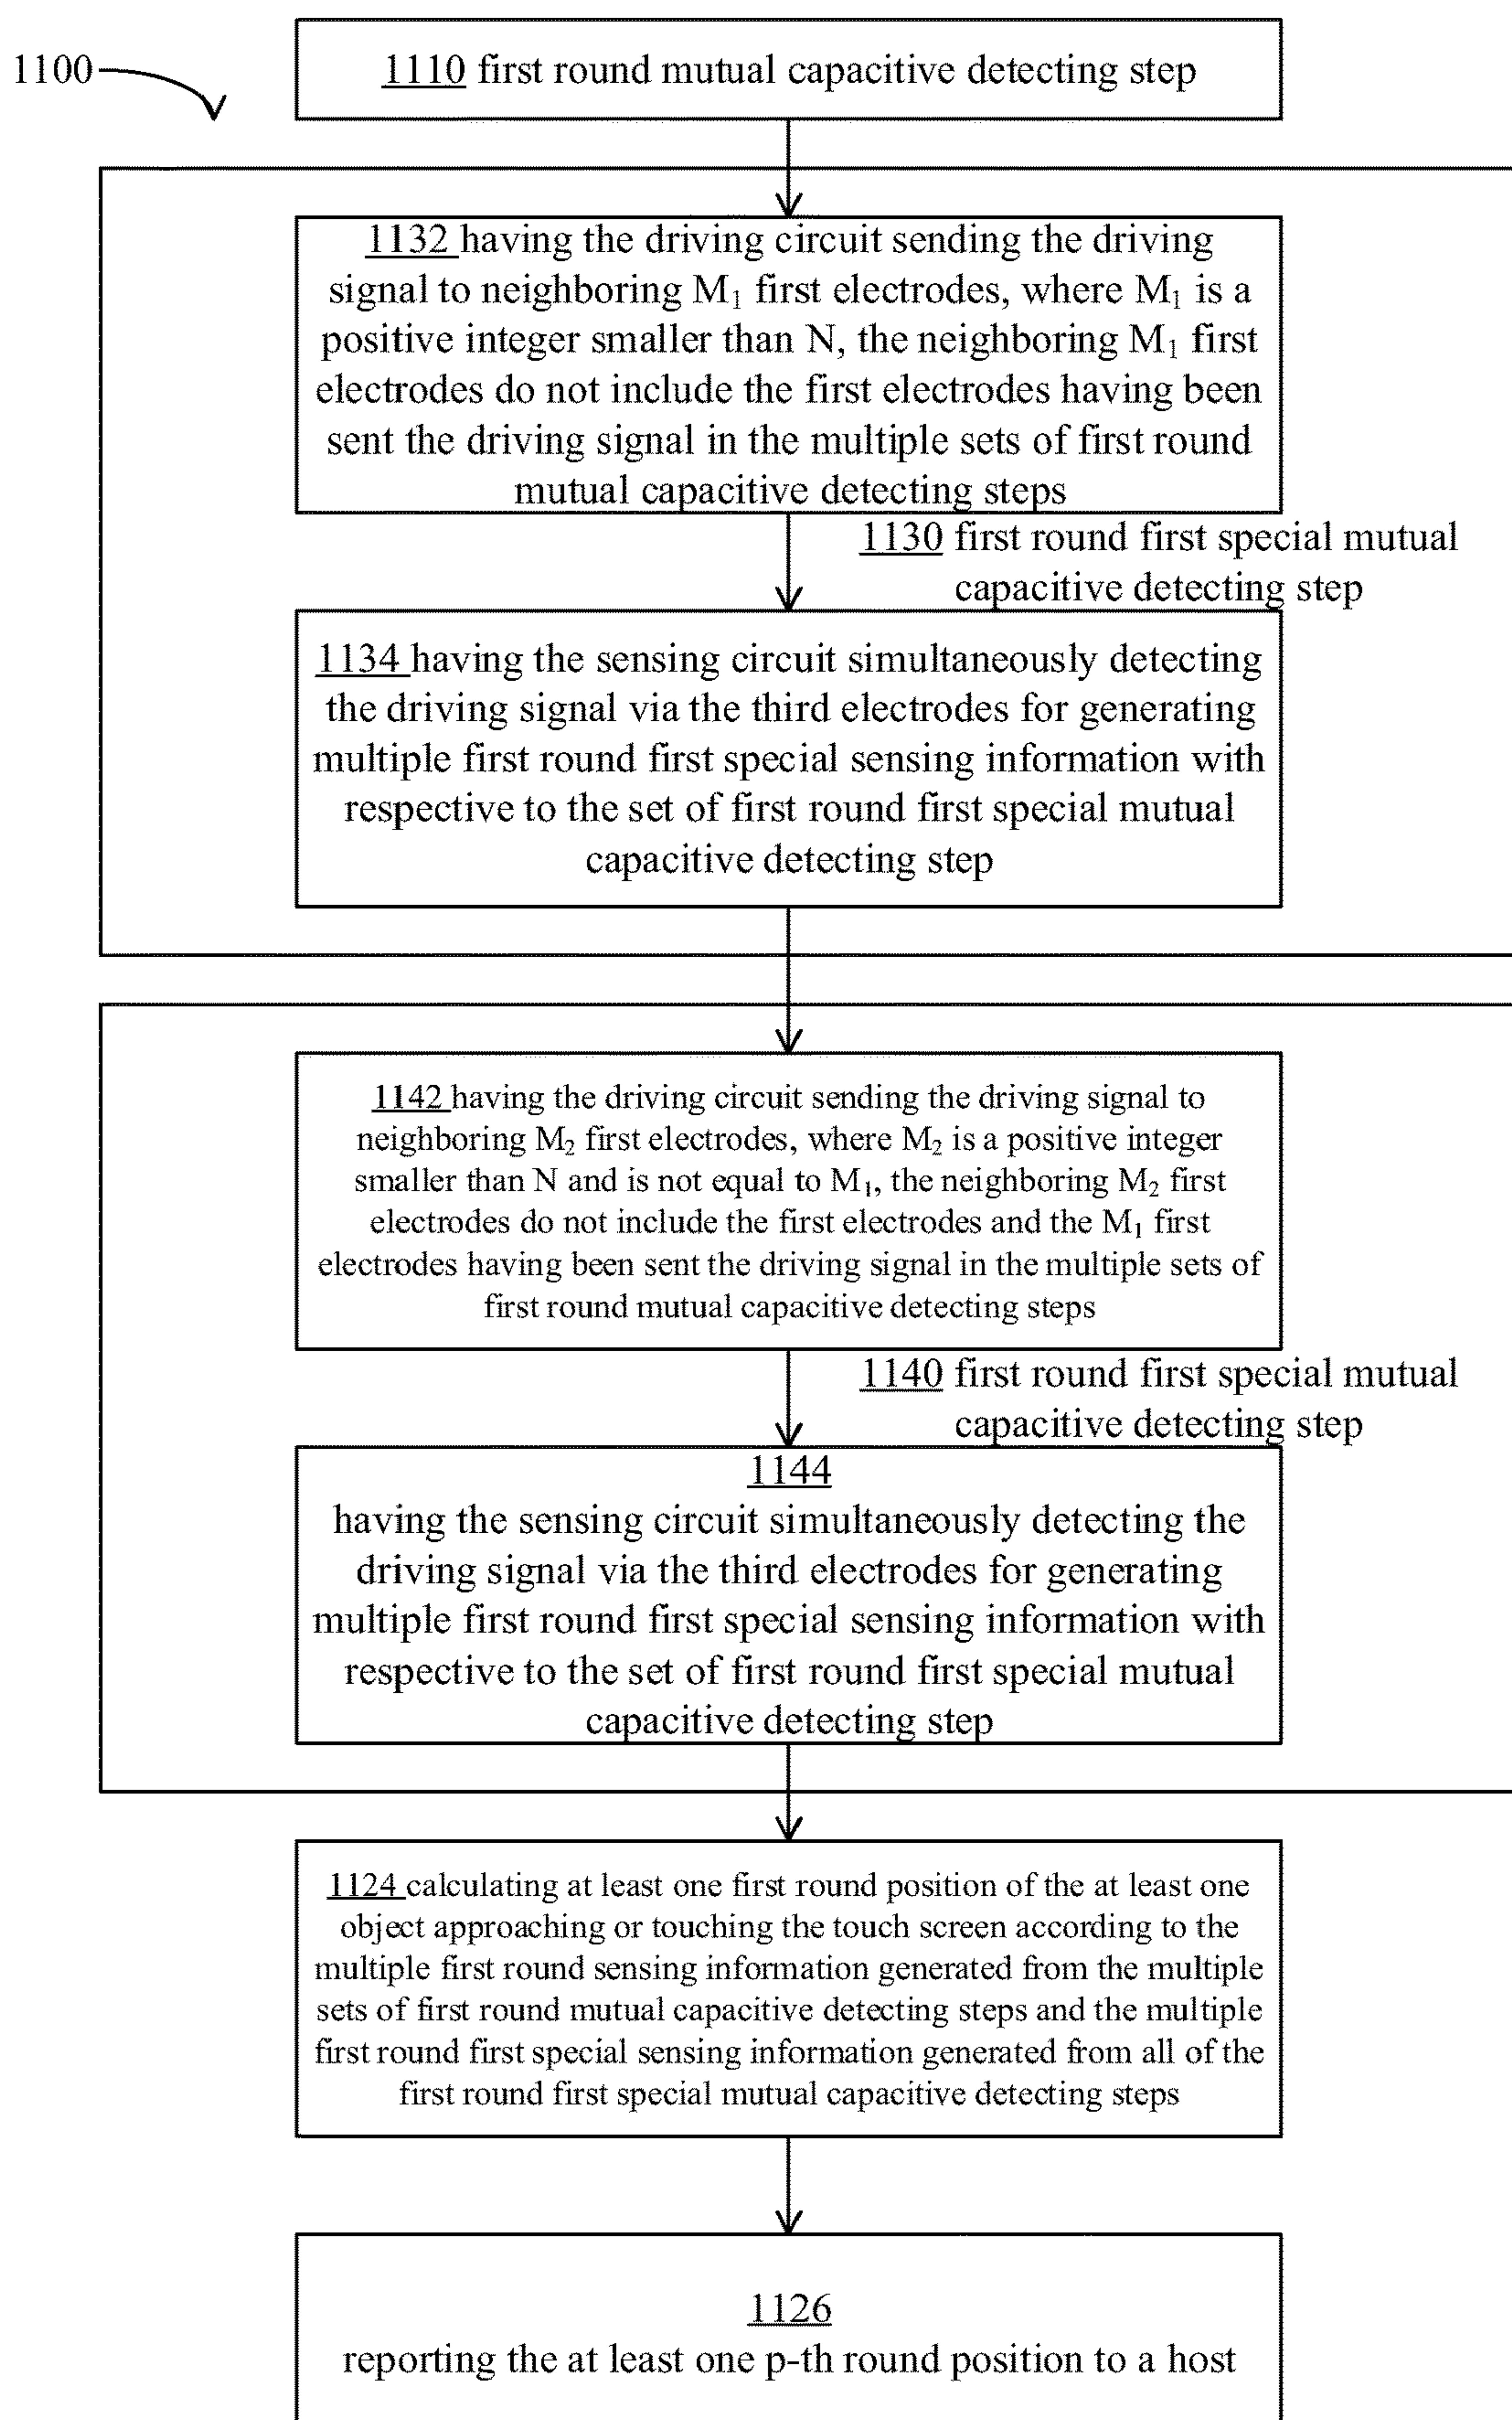 1100
1110 first round mutual capacitive detecting step
1132 having the driving circuit sending the driving
signal to neighboring M₁ first electrodes, where M₁ is a
positive integer smaller than N, the neighboring M₁ first
electrodes do not include the first electrodes having been
sent the driving signal in the multiple sets of first round
mutual capacitive detecting steps
1130 first round first special mutual
capacitive detecting step
1134 having the sensing circuit simultaneously detecting
the driving signal via the third electrodes for generating
multiple first round first special sensing information with
respective to the set of first round first special mutual
capacitive detecting step
1142 having the driving circuit sending the driving signal to
neighboring M₂ first electrodes, where M₂ is a positive integer
smaller than N and is not equal to M₁, the neighboring M₂ first
electrodes do not include the first electrodes and the M₁ first
electrodes having been sent the driving signal in the multiple sets of
first round mutual capacitive detecting steps
1140 first round first special mutual
capacitive detecting step
1144
having the sensing circuit simultaneously detecting the
driving signal via the third electrodes for generating
multiple first round first special sensing information with
respective to the set of first round first special mutual
capacitive detecting step
1124 calculating at least one first round position of the at least one
object approaching or touching the touch screen according to the
multiple first round sensing information generated from the multiple
sets of first round mutual capacitive detecting steps and the multiple
first round first special sensing information generated from all of the
first round first special mutual capacitive detecting steps
1126
reporting the at least one p-th round position to a host